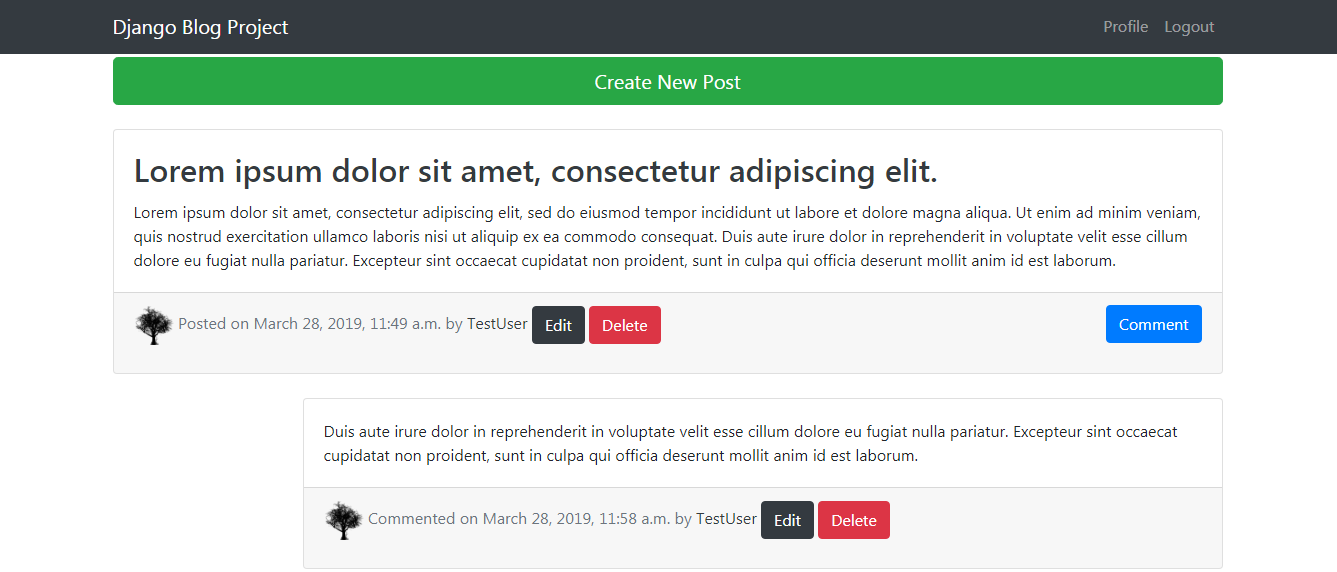 Django Blog Project Profile Logout
Create New Post
Lorem ipsum dolor sit amet, consectetur adipiscing elit.
Lorem ipsum dolor sit amet, consectetur adipiscing elit, sed do eiusmod tempor incididunt ut labore et dolore magna aliqua. Ut enim ad minim veniam,
quis nostrud exercitation ullamco laboris nisi ut aliquip ex ea commodo consequat. Duis aute irure dolor in reprehenderit in voluptate velit esse cillum
dolore eu fugiat nulla pariatur. Excepteur sint occaecat cupidatat non proident, sunt in culpa qui officia deserunt mollit anim id est laborum.
Posted on March 28, 2019, 11:49 a.m. by TestUser Edit Delete Comment
Duis aute irure dolor in reprehenderit in voluptate velit esse cillum dolore eu fugiat nulla pariatur. Excepteur sint occaecat
cupidatat non proident, sunt in culpa qui officia deserunt mollit anim id est laborum.
Commented on March 28, 2019, 11:58 a.m. by TestUser Edit Delete